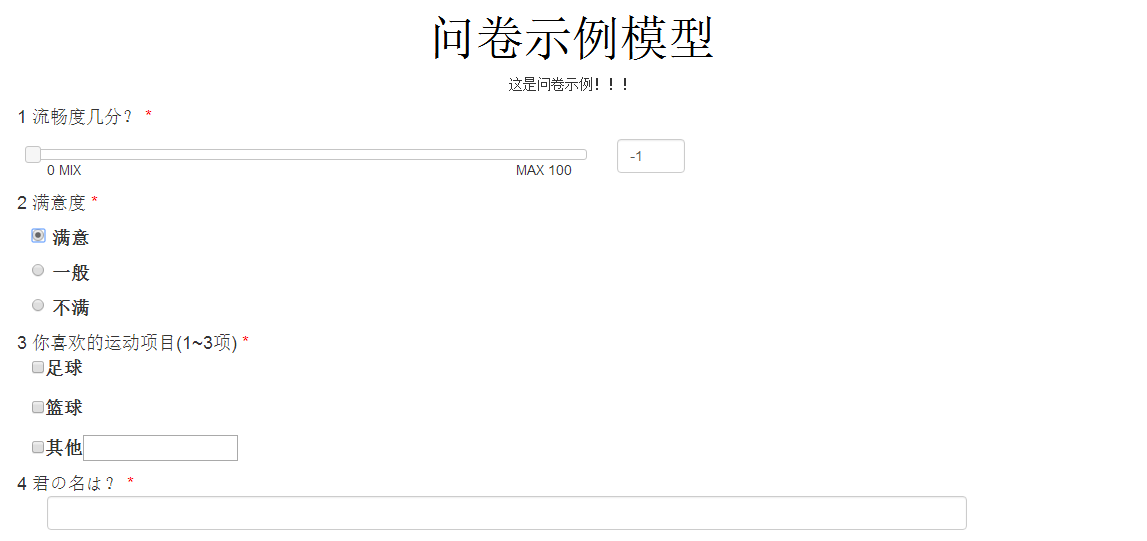 问卷示例模型
这是问卷示例！！！
1 流畅度几分？ *
-1
0 MIX MAX 100
2 满意度 *
满意
一般
不满
3 你喜欢的运动项目(1~3项) *
足球
篮球
其他
4 君の名は？ *